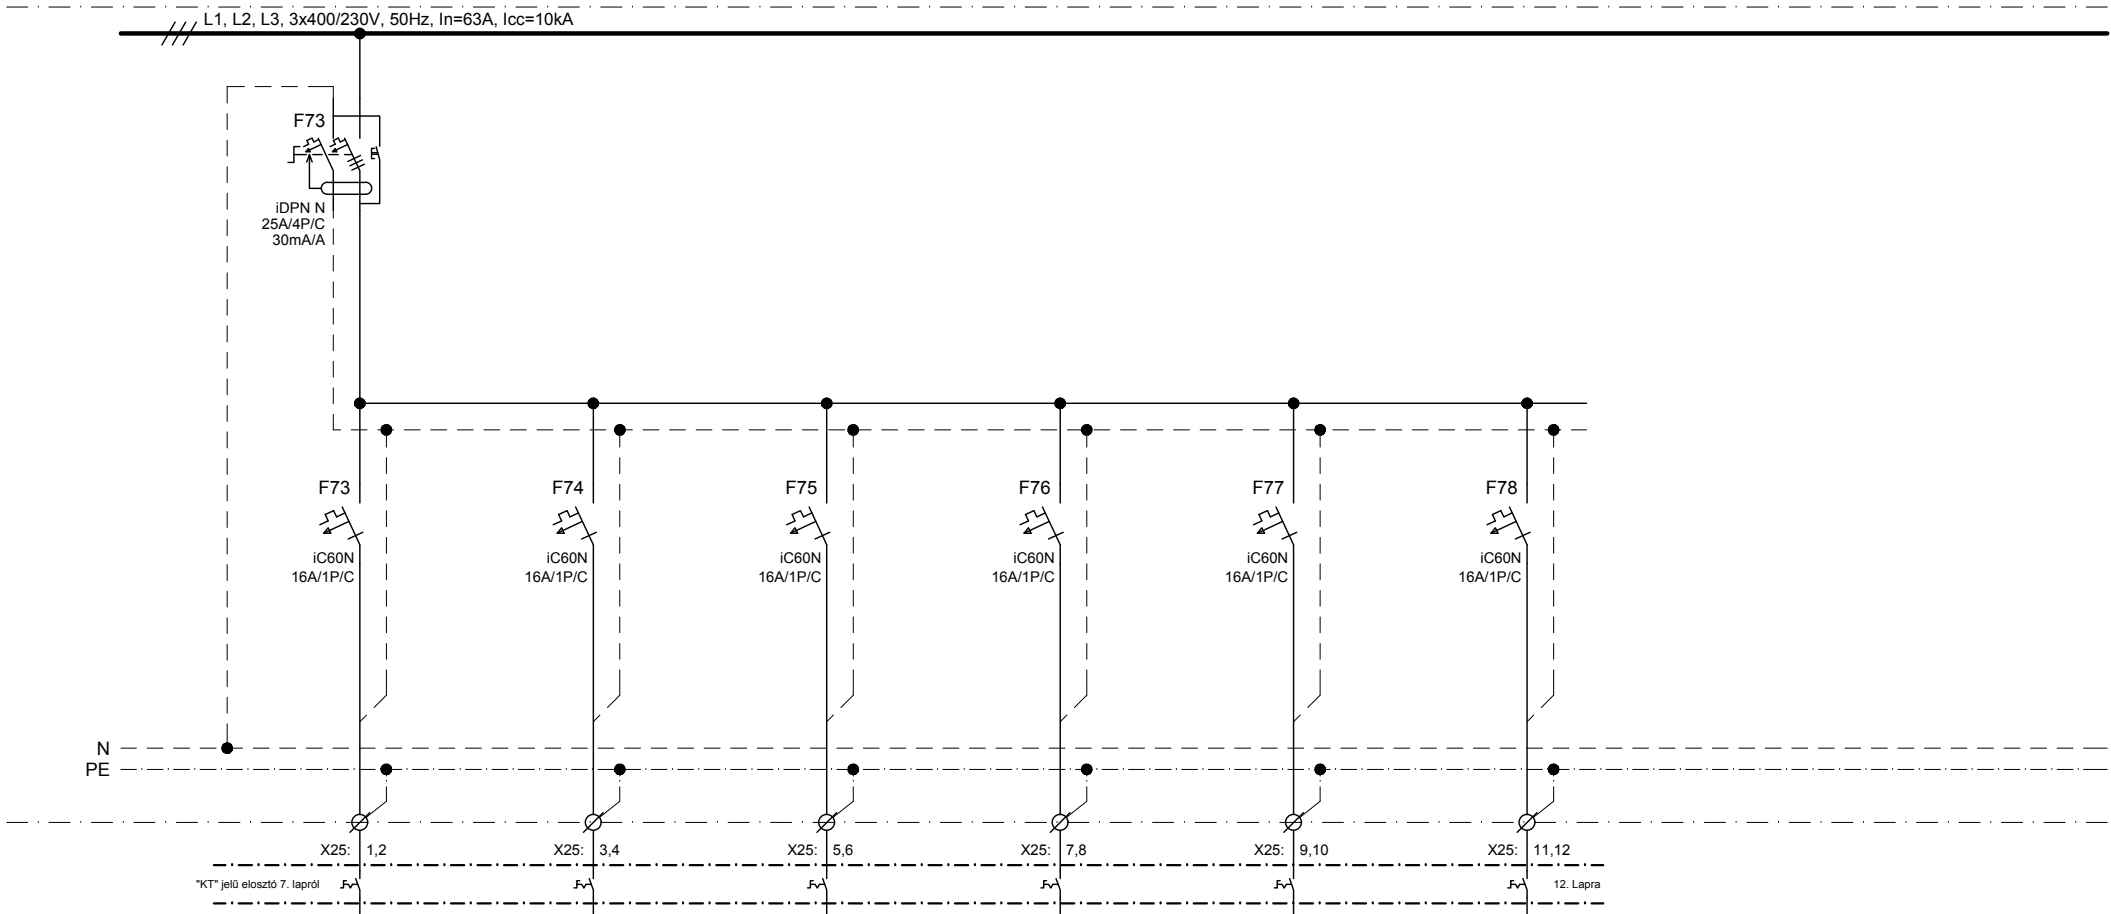 L1, L2, L3, 3x400/230V, 50Hz, In=63A, Icc=10kA
F73
iDPN N
25A/4P/C
30mA/A
F73 F74 F75 F76 F77 F78
iC60N iC60N iC60N iC60N iC60N iC60N
16A/1P/C 16A/1P/C 16A/1P/C 16A/1P/C 16A/1P/C 16A/1P/C
N
PE
X25: 1,2 X25: 3,4 X25: 5,6 X25: 7,8 X25: 9,10 X25: 11,12
"KT" jelű elosztó 7. lapról 12. Lapra